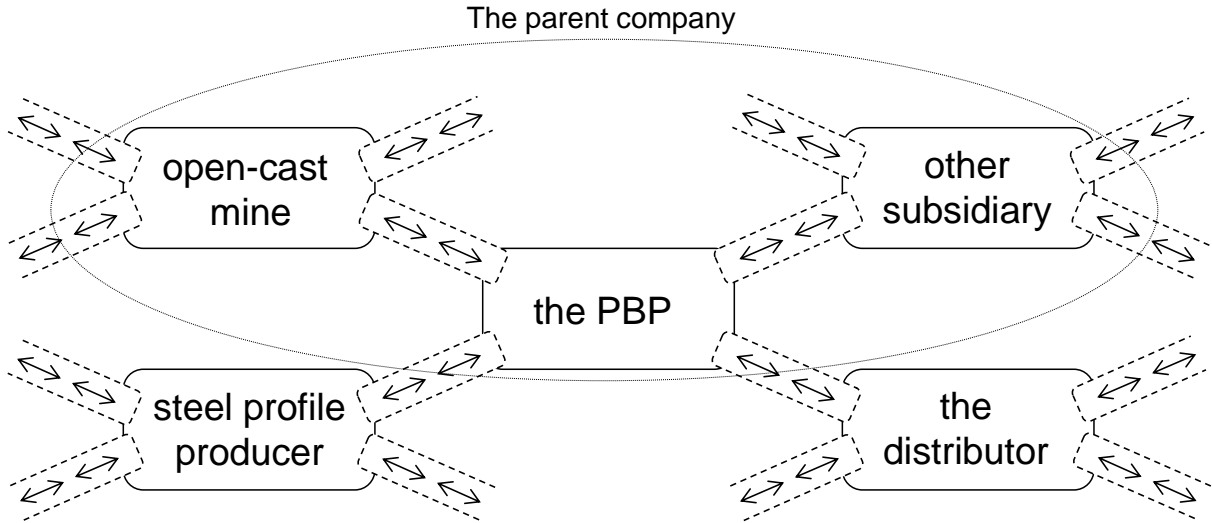 The parent company
open-cast
mine
other
subsidiary
the PBP
steel profile
producer
the
distributor